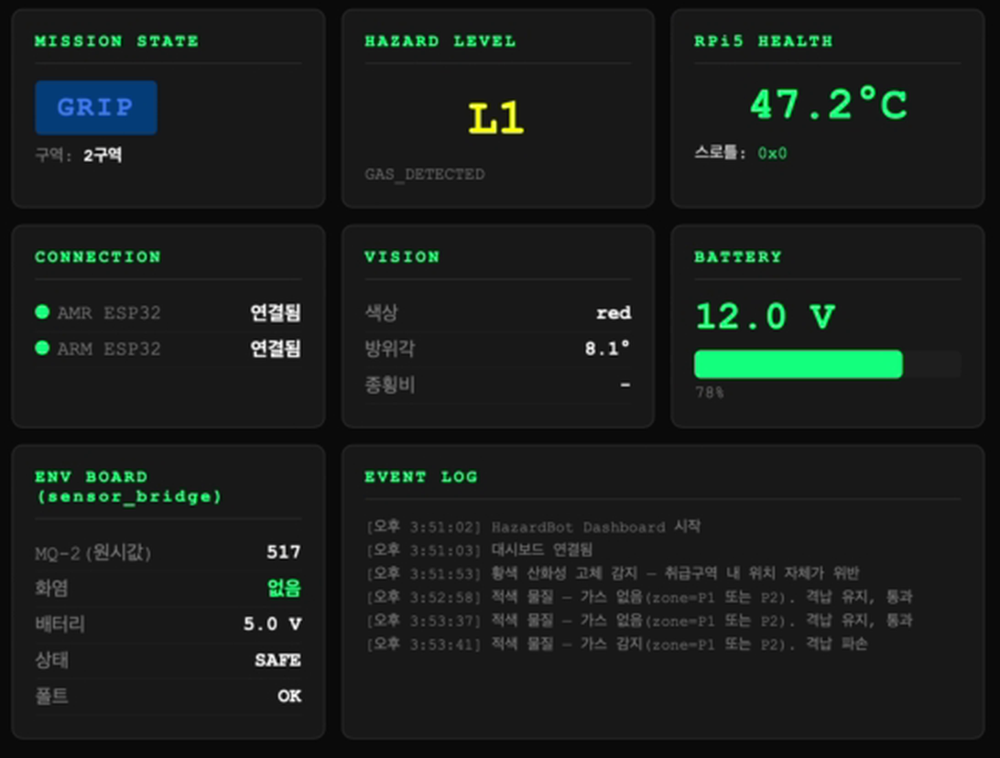 MISSION STATE
GRIP
구역: 2구역
HAZARD LEVEL
L1
GAS_DETECTED
RPi5 HEALTH
47.2°C
스로틀: 0x0
CONNECTION
AMR ESP32 연결됨
ARM ESP32 연결됨
VISION
색상 red
방위각 8.1°
종횡비 –
BATTERY
12.0 V
78%
ENV BOARD
(sensor_bridge)
MQ-2(원시값) 517
화염 없음
배터리 5.0 V
상태 SAFE
폴트 OK
EVENT LOG
[오후 3:51:02] HazardBot Dashboard 시작
[오후 3:51:03] 대시보드 연결됨
[오후 3:51:53] 황색 산화성 고체 감지 — 취급구역 내 위치 자체가 위반
[오후 3:52:58] 적색 물질 — 가스 없음(zone=P1 또는 P2). 격납 유지, 통과
[오후 3:53:37] 적색 물질 — 가스 없음(zone=P1 또는 P2). 격납 유지, 통과
[오후 3:53:41] 적색 물질 — 가스 감지(zone=P1 또는 P2). 격납 파손